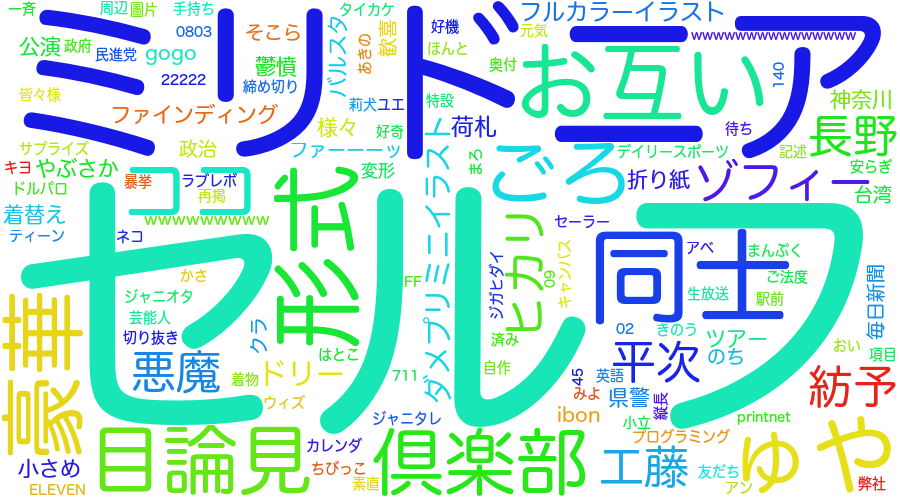 一斉
周辺
圖片
手持ち
タイカケ
フルカラーイラスト
ミリドニア
0803
そこら
バルスタ
あきの
歓喜
好機
元気
wwwwwwwwwwwwwww
公演
政府
民進党
gogo
鬱憤
ほんと
お互い
奥付
140
22222
締め切り
皆々様
ファインディング
莉犬
ユエ
特設
神奈川
様々
好奇
荷札
待ち
長野
サプライズ
政治
ファーーーッ
デイリースポーツ
記述
キヨ
やぶさか
ココ
変形
まろ
ごろ
折り紙
ゾフィー
安らぎ
ドルパロ
暴挙
ラブレボ
再掲
台湾
着替え
wwwwwwwwww
形式
セルレフ
ダメプリミニイラスト
ヒカリ
セーラー
ティーン
ネコ
同士
アベ
まんぷく
かさ
FF
ジガヒダイ
09
キャンバス
ご法度
ジャニオタ
生放送
駅前
毎日新聞
豪華
芸能人
切り抜き
クラ
済み
02
きのう
ツアー
おい
悪魔
はとこ
平次
のち
項目
着物
ドリー
711
自作
45
英語
紡予
ウィズ
みよ
県警
縦長
目論見
ジャニタレ
ibon
小立
printnet
カレンダ
倶楽部
プログラミング
ゆや
小さめ
ちびっこ
工藤
友だち
ELEVEN
素直
アン
弊社